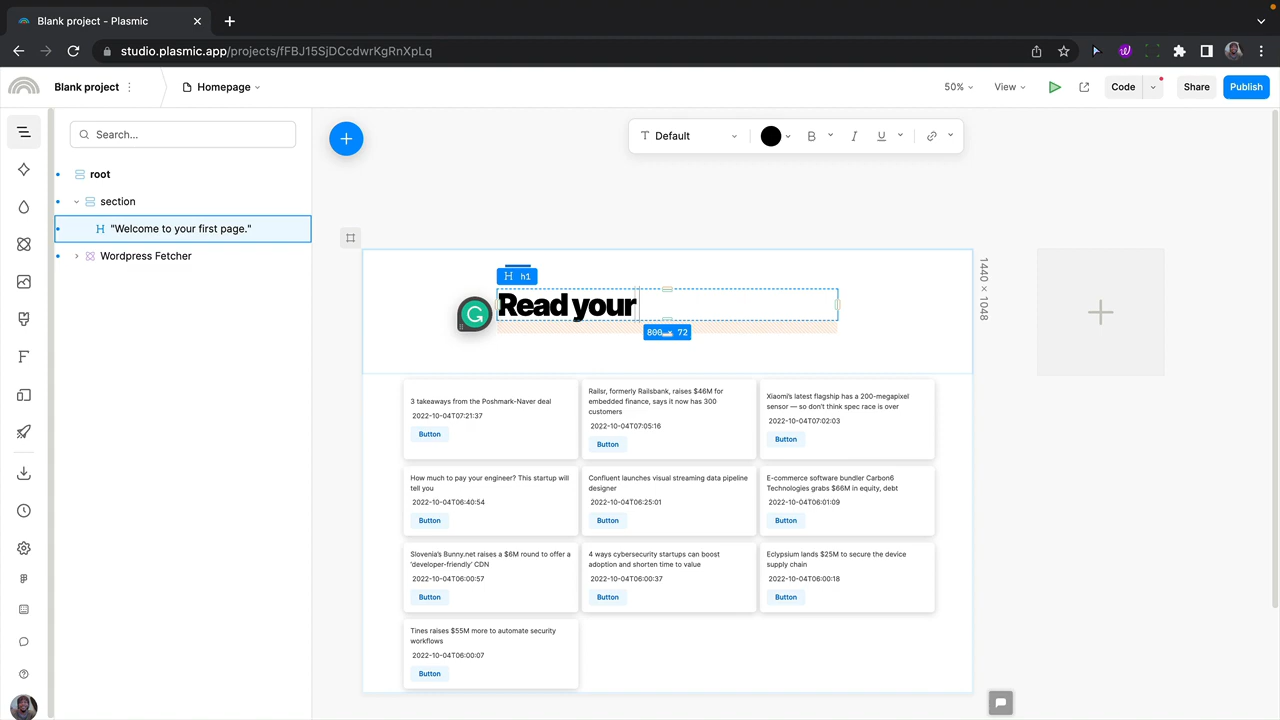 Blank project - Plasmic
studio.plasmic.app/projects/fFBJ15SjDCcdwrKgRnXpLq
Blank project
Homepage
50%
View
Code
Share
Publish
Search...
Default
B
I
U
root
section
H "Welcome to your first page."
Wordpress Fetcher
H h1
Read your
800 × 72
1440 × 1048
3 takeaways from the Poshmark-Naver deal
2022-10-04T07:21:37
Button
Railsr, formerly Railsbank, raises $46M for
embedded finance, says it now has 300
customers
2022-10-04T07:05:16
Button
Xiaomi's latest flagship has a 200-megapixel
sensor — so don't think spec race is over
2022-10-04T07:02:03
Button
How much to pay your engineer? This startup will
tell you
2022-10-04T06:40:54
Button
Confluent launches visual streaming data pipeline
designer
2022-10-04T06:25:01
Button
E-commerce software bundler Carbon6
Technologies grabs $66M in equity, debt
2022-10-04T06:01:09
Button
Slovenia's Bunny.net raises a $6M round to offer a
'developer-friendly' CDN
2022-10-04T06:00:57
Button
4 ways cybersecurity startups can boost
adoption and shorten time to value
2022-10-04T06:00:37
Button
Eclypsium lands $25M to secure the device
supply chain
2022-10-04T06:00:18
Button
Tines raises $55M more to automate security
workflows
2022-10-04T06:00:07
Button